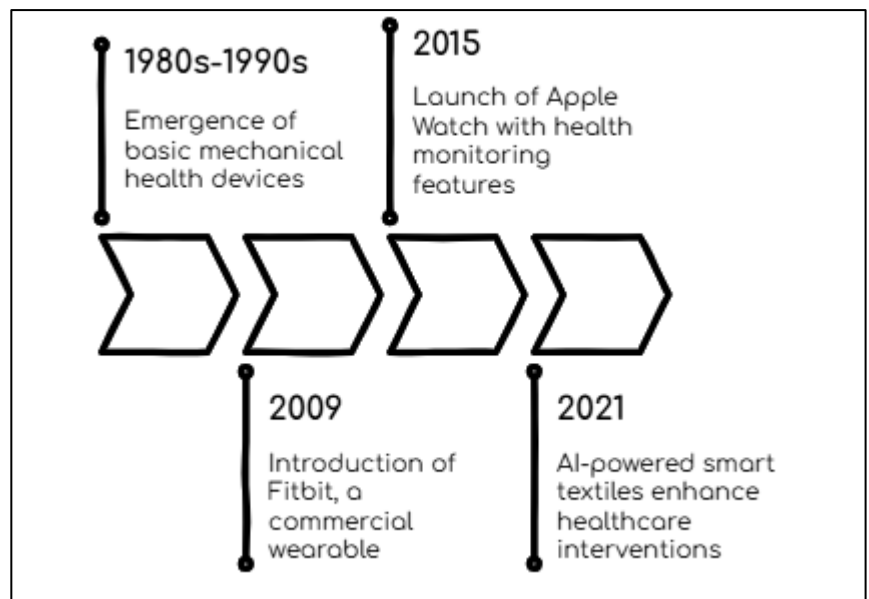 1980s-1990s
Emergence of
basic mechanical
health devices
2009
Introduction of
Fitbit, a
commercial
wearable
2015
Launch of Apple
Watch with health
monitoring
features
2021
AI-powered smart
textiles enhance
healthcare
interventions